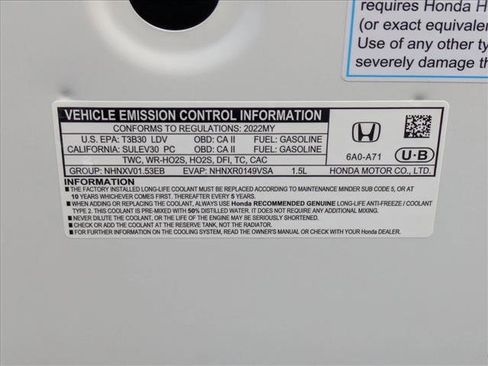 requires Honda H
(or exact equivalen
Use of any other ty
severely damage th
VEHICLE EMISSION CONTROL INFORMATION
CONFORMS TO REGULATIONS: 2022MY
U.S. EPA: T3B30 LDV OBD: CA II FUEL: GASOLINE
CALIFORNIA: SULEV30 PC OBD: CA II FUEL: GASOLINE
TWC, WR-HO2S, HO2S, DFI, TC, CAC
GROUP: NHNXV01.53EB EVAP: NHNXR0149VSA 1.5L
6A0-A71
U·B
HONDA MOTOR CO., LTD.
IMPORTANT
■ THE FACTORY INSTALLED LONG-LIFE COOLANT MUST BE REPLACED ACCORDING TO MAINTENANCE MINDER SUB CODE 5, OR AT
10 YEARS WHICHEVER COMES FIRST. THEREAFTER EVERY 5 YEARS.
■ WHEN ADDING OR REPLACING THE COOLANT, ALWAYS USE Honda RECOMMENDED GENUINE LONG-LIFE ANTI-FREEZE / COOLANT
TYPE 2. THIS COOLANT IS PRE-MIXED WITH 50% DISTILLED WATER. IT DOES NOT REQUIRE ANY ADDITIONAL MIXING.
■ NEVER DILUTE THE COOLANT, OR THE LIFE OF THE ENGINE MAY BE SERIOUSLY SHORTENED.
■ CHECK OR ADD THE COOLANT AT THE RESERVE TANK, NOT THE RADIATOR.
■ FOR FURTHER INFORMATION ON THE COOLING SYSTEM, READ THE OWNER'S MANUAL OR CHECK WITH YOUR Honda DEALER.